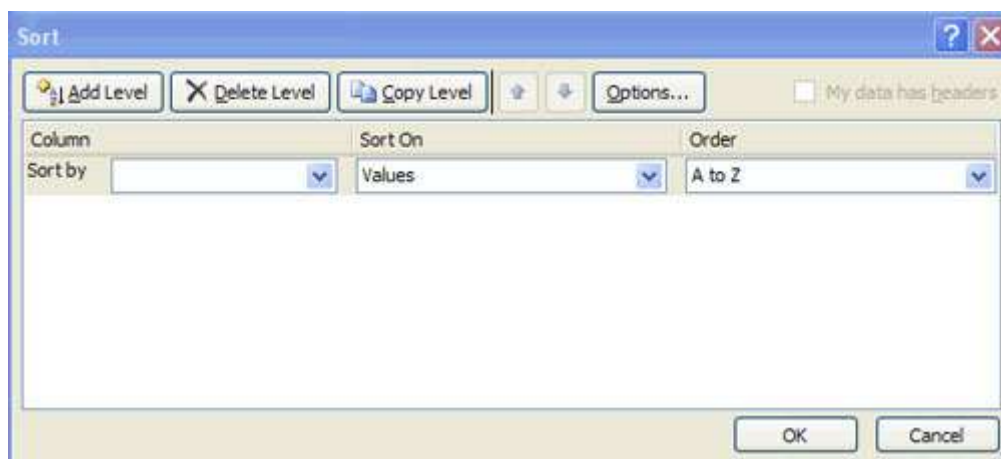 Sort
Add Level Delete Level Copy Level Options... My data has headers
Column Sort On Order
Sort by Values A to Z
OK Cancel